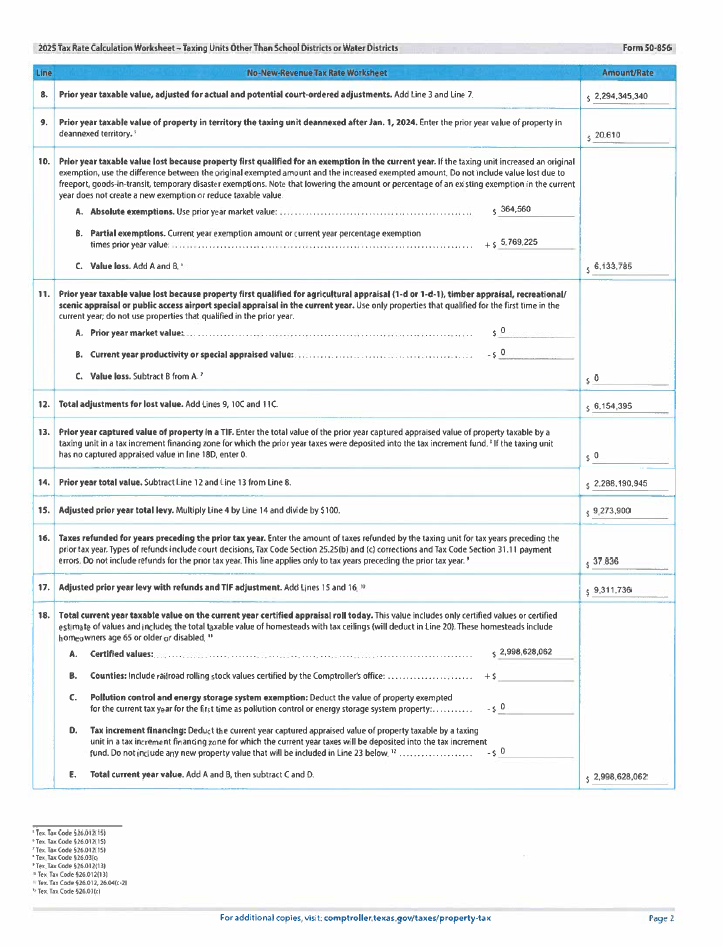 2025 Tax Rate Calculation Worksheet – Taxing Units Other Than School Districts or Water Districts Form 50-856
Line No-New-Revenue Tax Rate Worksheet Amount/Rate
8. Prior year taxable value, adjusted for actual and potential court-ordered adjustments. Add Line 3 and Line 7. $ 2,294,345,340
9. Prior year taxable value of property in territory the taxing unit deannexed after Jan. 1, 2024. Enter the prior year value of property in
deannexed territory. 5 $ 20,610
10. Prior year taxable value lost because property first qualified for an exemption in the current year. If the taxing unit increased an original
exemption, use the difference between the original exempted amount and the increased exempted amount. Do not include value lost due to
freeport, goods-in-transit, temporary disaster exemptions. Note that lowering the amount or percentage of an existing exemption in the current
year does not create a new exemption or reduce taxable value.
A. Absolute exemptions. Use prior year market value: $ 364,560
B. Partial exemptions. Current year exemption amount or current year percentage exemption
times prior year value: + $ 5,769,225
C. Value loss. Add A and B. 6 $ 6,133,785
11. Prior year taxable value lost because property first qualified for agricultural appraisal (1-d or 1-d-1), timber appraisal, recreational/
scenic appraisal or public access airport special appraisal in the current year. Use only properties that qualified for the first time in the
current year; do not use properties that qualified in the prior year.
A. Prior year market value: $ 0
B. Current year productivity or special appraised value: - $ 0
C. Value loss. Subtract B from A. 7 $ 0
12. Total adjustments for lost value. Add Lines 9, 10C and 11C. $ 6,154,395
13. Prior year captured value of property in a TIF. Enter the total value of the prior year captured appraised value of property taxable by a
taxing unit in a tax increment financing zone for which the prior year taxes were deposited into the tax increment fund. 8 If the taxing unit
has no captured appraised value in line 18D, enter 0. $ 0
14. Prior year total value. Subtract Line 12 and Line 13 from Line 8. $ 2,288,190,945
15. Adjusted prior year total levy. Multiply Line 4 by Line 14 and divide by $100. $ 9,273,900
16. Taxes refunded for years preceding the prior tax year. Enter the amount of taxes refunded by the taxing unit for tax years preceding the
prior tax year. Types of refunds include court decisions, Tax Code Section 25.25(b) and (c) corrections and Tax Code Section 31.11 payment
errors. Do not include refunds for the prior tax year. This line applies only to tax years preceding the prior tax year. 9 $ 37,836
17. Adjusted prior year levy with refunds and TIF adjustment. Add Lines 15 and 16. 10 $ 9,311,736
18. Total current year taxable value on the current year certified appraisal roll today. This value includes only certified values or certified
estimate of values and includes the total taxable value of homesteads with tax ceilings (will deduct in Line 20). These homesteads include
homeowners age 65 or older or disabled. 11
A. Certified values: $ 2,998,628,062
B. Counties: Include railroad rolling stock values certified by the Comptroller's office: + $
C. Pollution control and energy storage system exemption: Deduct the value of property exempted
for the current tax year for the first time as pollution control or energy storage system property: - $ 0
D. Tax increment financing: Deduct the current year captured appraised value of property taxable by a taxing
unit in a tax increment financing zone for which the current year taxes will be deposited into the tax increment
fund. Do not include any new property value that will be included in Line 23 below. 12 - $ 0
E. Total current year value. Add A and B, then subtract C and D. $ 2,998,628,062
5 Tex. Tax Code §26.012(15)
6 Tex. Tax Code §26.012(15)
7 Tex. Tax Code §26.012(15)
8 Tex. Tax Code §26.03(c)
9 Tex. Tax Code §26.012(13)
10 Tex. Tax Code §26.012(13)
11 Tex. Tax Code §26.012, 26.04(c-2)
12 Tex. Tax Code §26.03(c)
For additional copies, visit: comptroller.texas.gov/taxes/property-tax Page 2